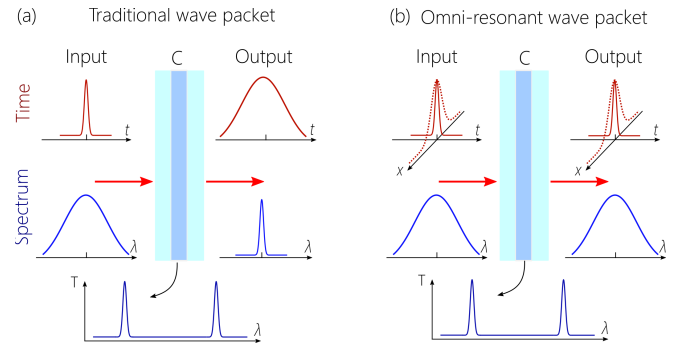 (a) Traditional wave packet
Input C Output
Time
t t
Spectrum
λ λ
T
λ
(b) Omni-resonant wave packet
Input C Output
t t
x x
λ λ
T
λ